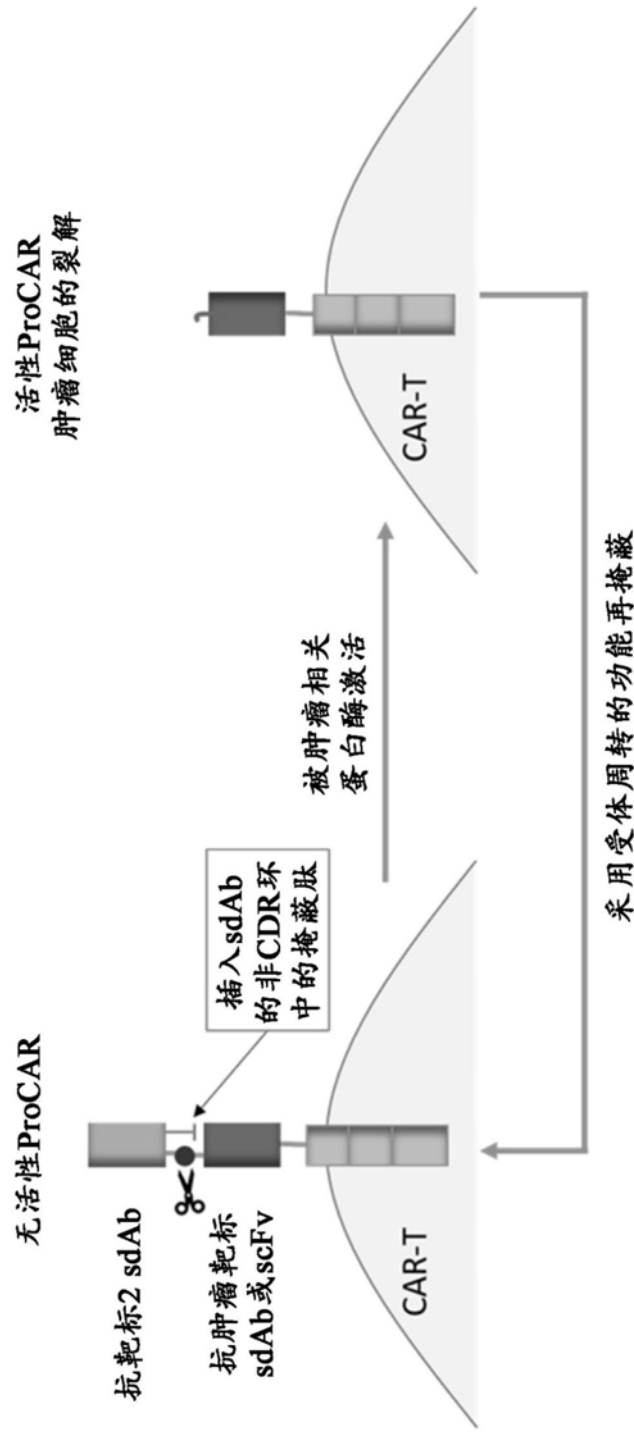 无活性ProCAR
抗靶标2 sdAb
抗肿瘤靶标
sdAb或scFv
插入sdAb
的非CDR环
中的掩蔽肽
CAR-T
被肿瘤相关
蛋白酶激活
活性ProCAR
肿瘤细胞的裂解
CAR-T
采用受体周转的功能再掩蔽